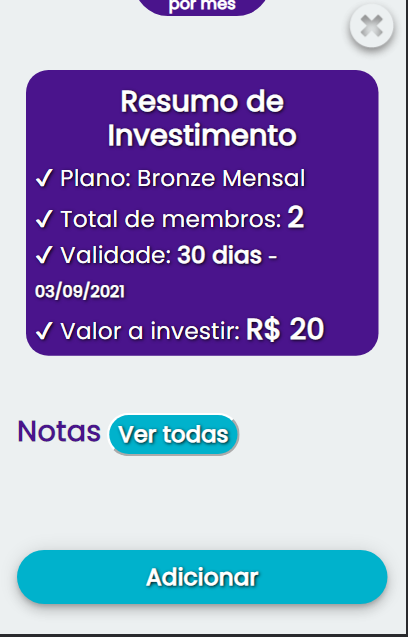 por mês
Resumo de
Investimento
✓ Plano: Bronze Mensal
✓ Total de membros: 2
✓ Validade: 30 dias -
03/09/2021
✓ Valor a investir: R$ 20
Notas Ver todas
Adicionar